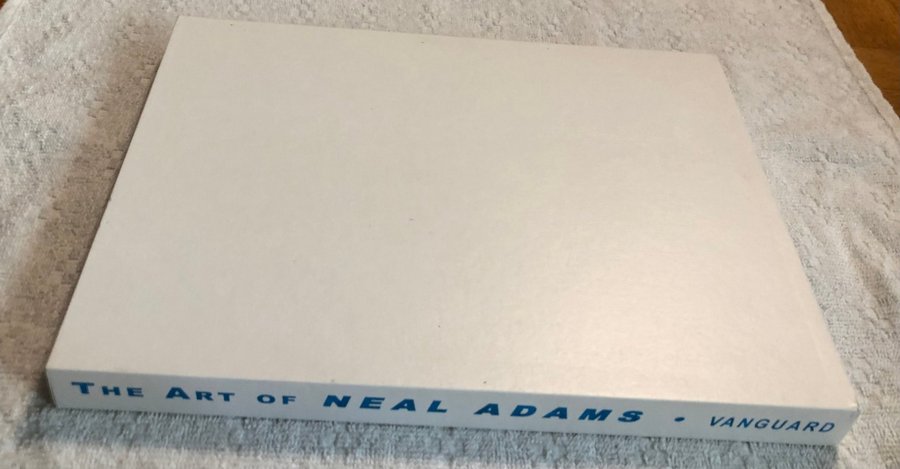 THE ART OF NEAL ADAMS • VANGUARD